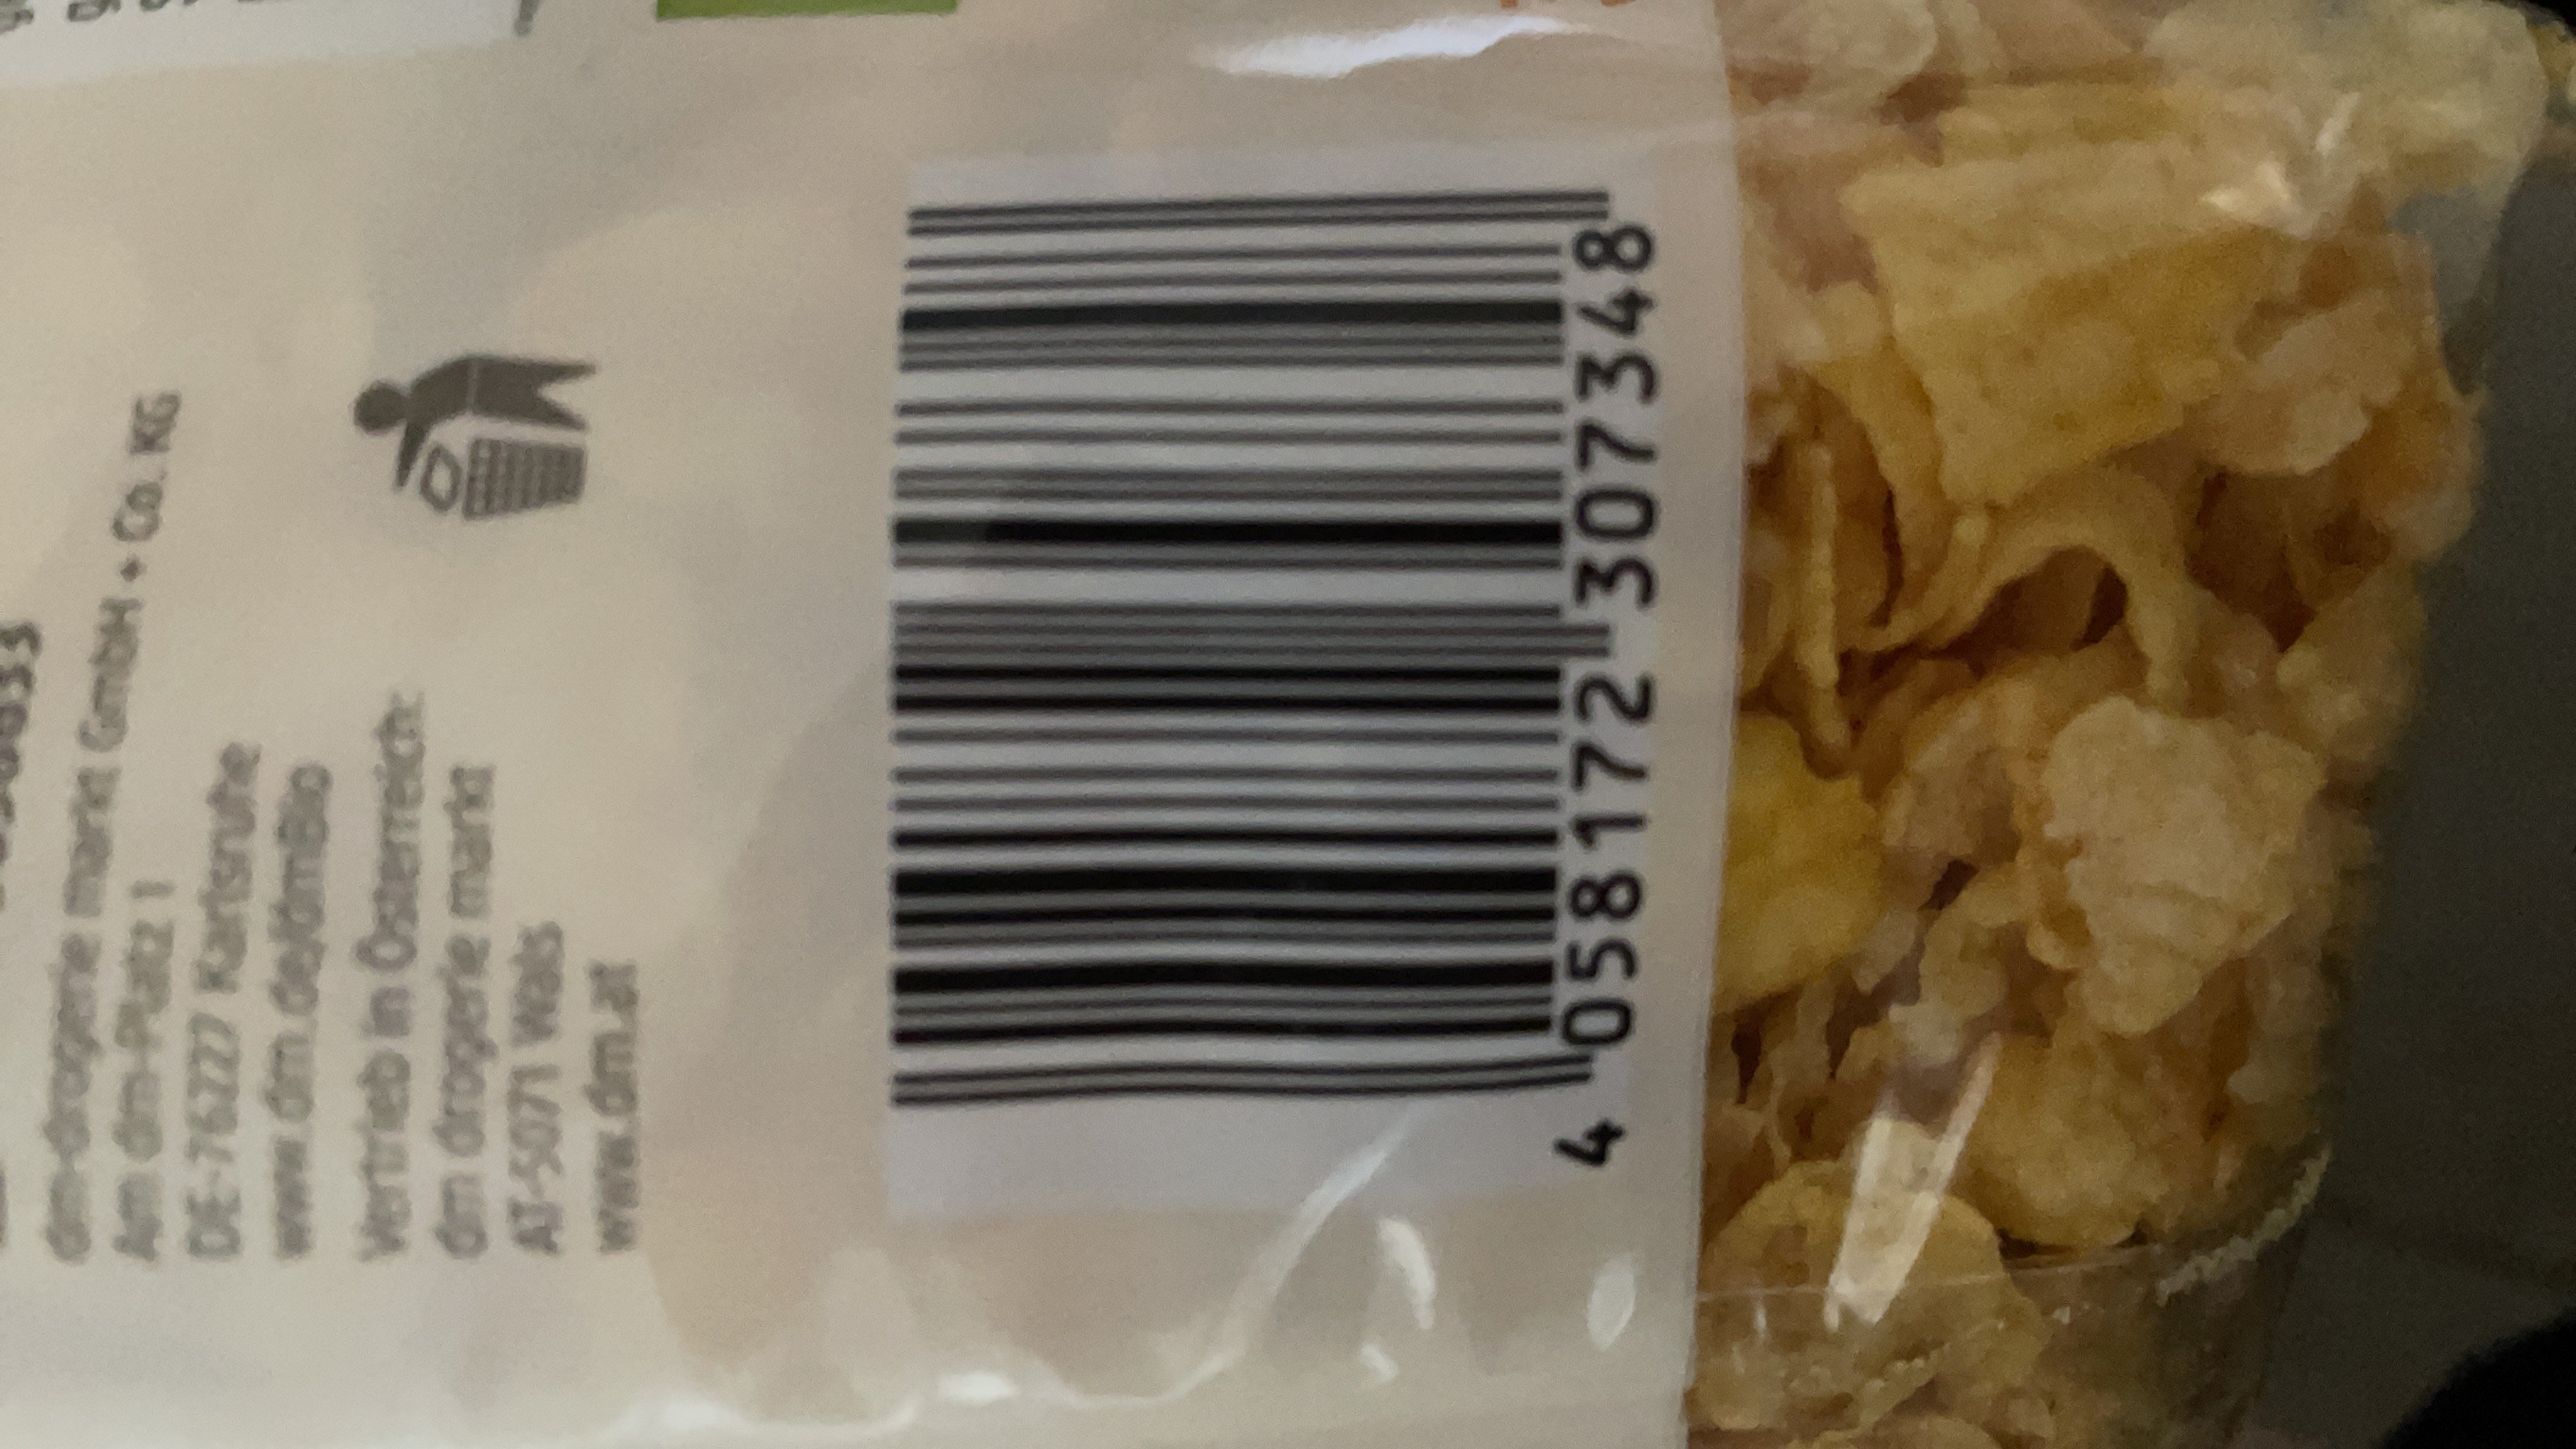 dm-drogerie markt GmbH + Co. KG
Am dm-Platz 1
DE-76227 Karlsruhe
www.dm.de/dmBio
Vertrieb in Österreich:
dm drogerie markt
AT-5071 Wals
www.dm.at
4 058172 307348